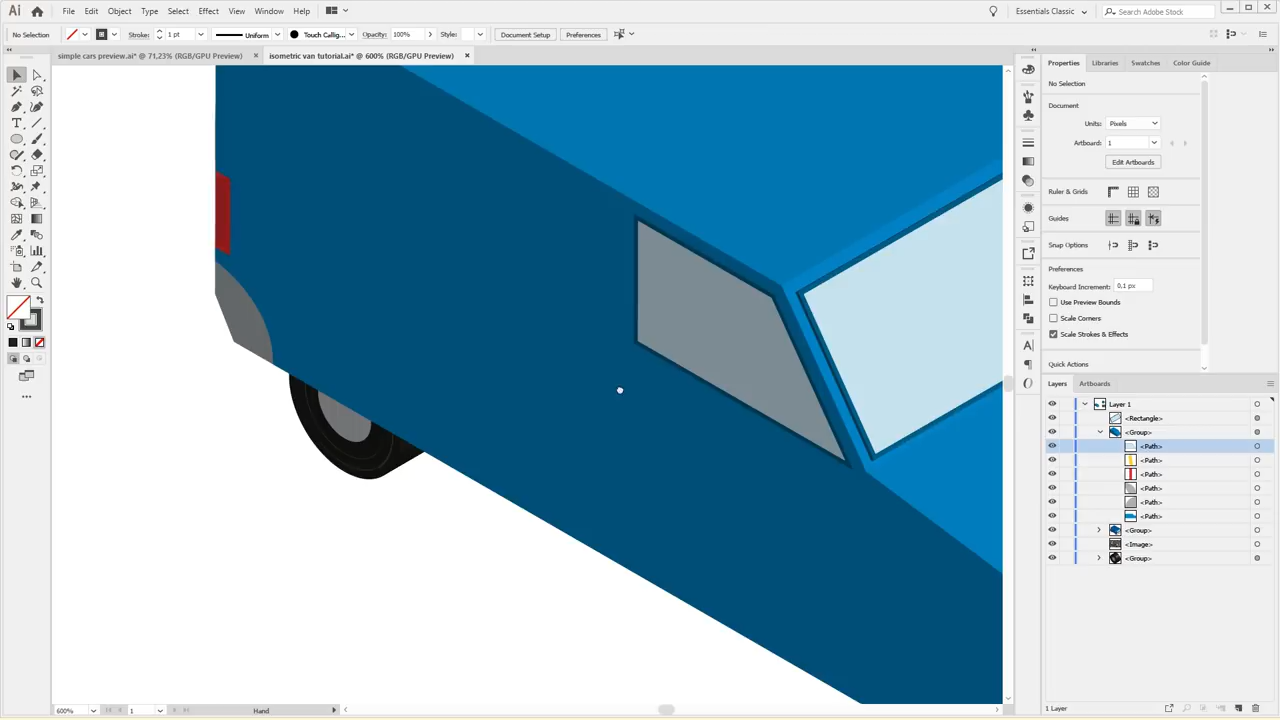 Ai File Edit Object Type Select Effect View Window Help Essentials Classic Search Adobe Stock
No Selection Stroke: 1 pt Uniform Touch Callig... Opacity: 100% Style: Document Setup Preferences
simple cars preview.ai* @ 71,23% (RGB/GPU Preview) × isometric van tutorial.ai* @ 600% (RGB/GPU Preview) ×
Properties Libraries Swatches Color Guide
No Selection
Document
Units: Pixels
Artboard: 1
Edit Artboards
Ruler & Grids
Guides
Snap Options
Preferences
Keyboard Increment: 0,1 px
Use Preview Bounds
Scale Corners
Scale Strokes & Effects
Quick Actions
Layers Artboards
Layer 1
<Rectangle>
<Group>
<Path>
<Path>
<Path>
<Path>
<Path>
<Path>
<Group>
<Image>
<Group>
600% 1 Hand 1 Layer